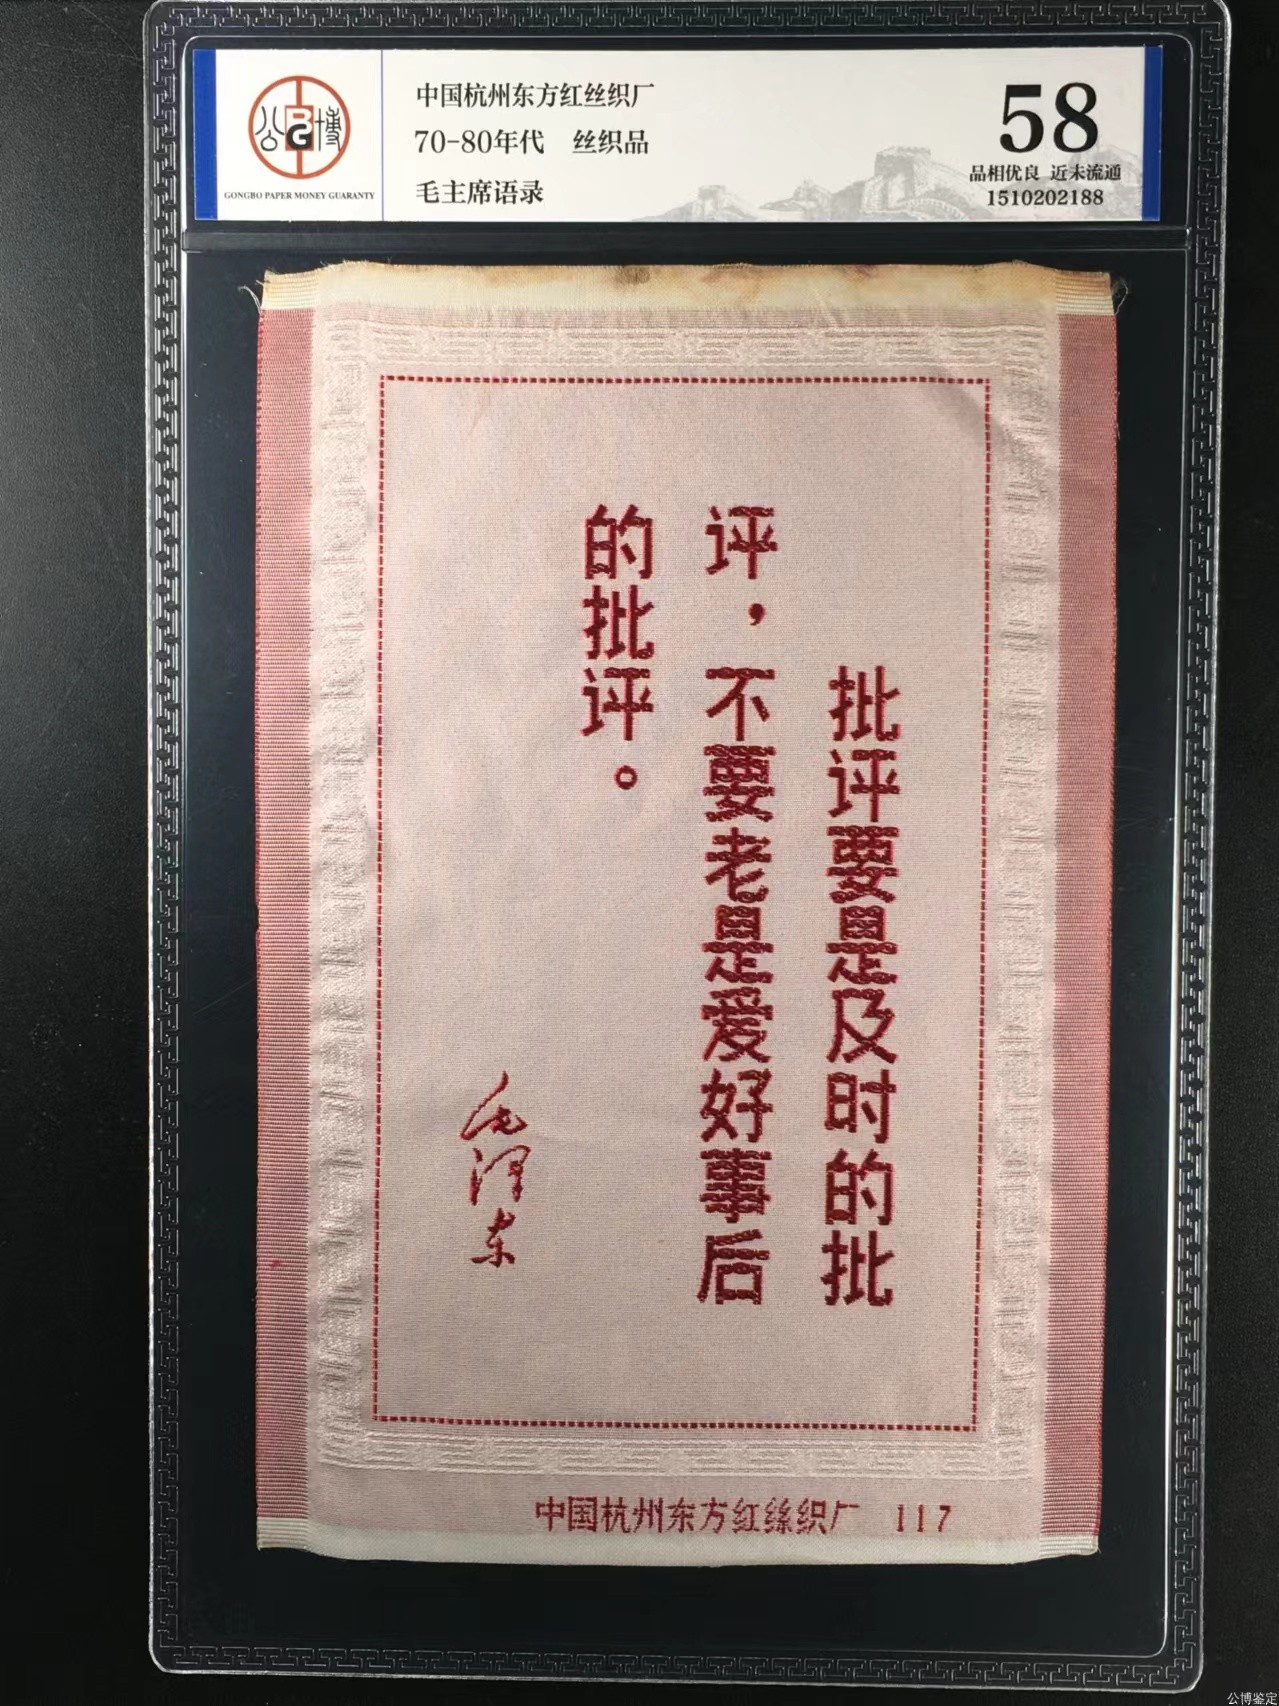 公博
BG
GONGBO PAPER MONEY GUARANTY
中国杭州东方红丝织厂
70-80年代 丝织品
毛主席语录
58
品相优良 近未流通
1510202188
批评要是及时的批
评，不要老是爱好事后
的批评。
毛泽东
中国杭州东方红丝织厂 117
公博鉴定